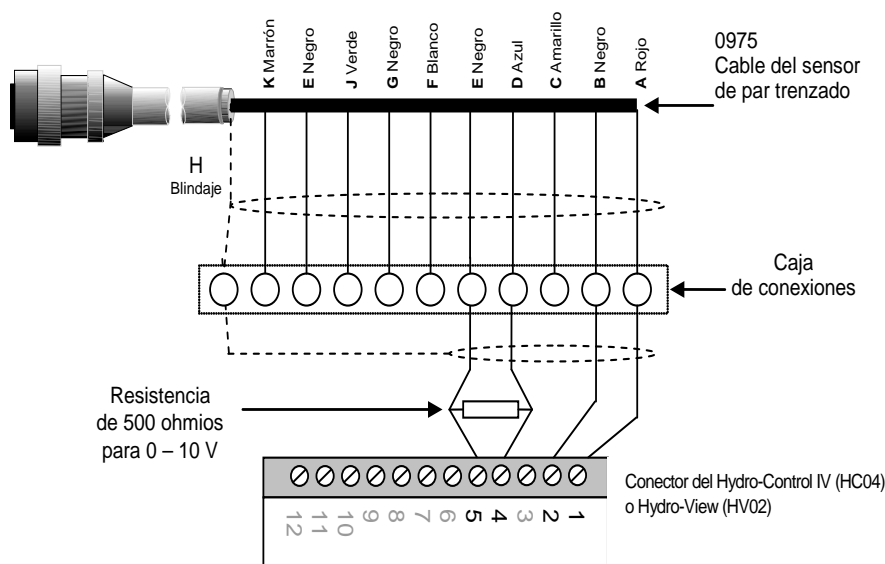 K Marrón
E Negro
J Verde
G Negro
F Blanco
E Negro
D Azul
C Amarillo
B Negro
A Rojo
0975
Cable del sensor
de par trenzado
H
Blindaje
Caja
de conexiones
Resistencia
de 500 ohmios
para 0 – 10 V
Conector del Hydro-Control IV (HC04)
o Hydro-View (HV02)
12
11
10
9
8
7
6
5
4
3
2
1